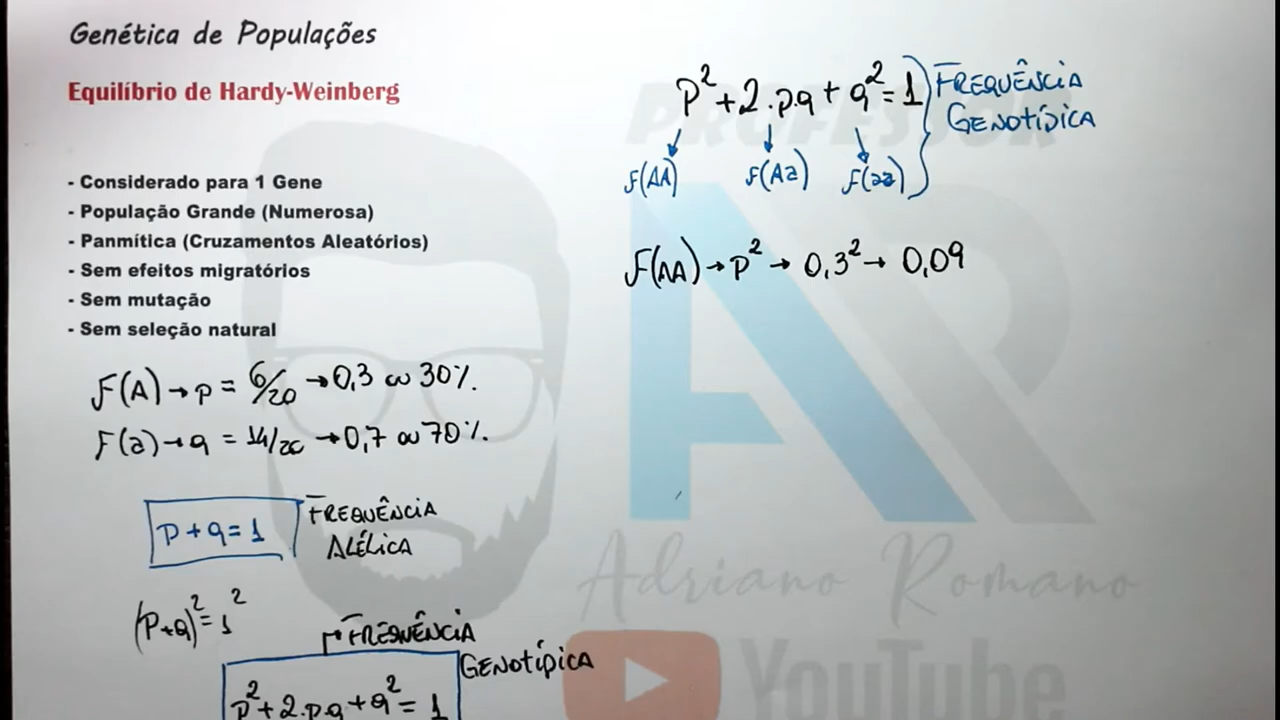 Genética de Populações
Equilíbrio de Hardy-Weinberg
- Considerado para 1 Gene
- População Grande (Numerosa)
- Panmítica (Cruzamentos Aleatórios)
- Sem efeitos migratórios
- Sem mutação
- Sem seleção natural
F(A) → p = 6/20 → 0,3 ou 30%.
F(a) → q = 14/20 → 0,7 ou 70%.
p + q = 1
FREQUÊNCIA
ALÉLICA
(p+q)² = 1²
FREQUÊNCIA
GENOTÍPICA
p² + 2.p.q + q² = 1
p² + 2.p.q + q² = 1
FREQUÊNCIA
GENOTÍPICA
F(AA) F(Aa) F(aa)
F(AA) → p² → 0,3² → 0,09
PROFESSOR
AR
Adriano Romano
YouTube